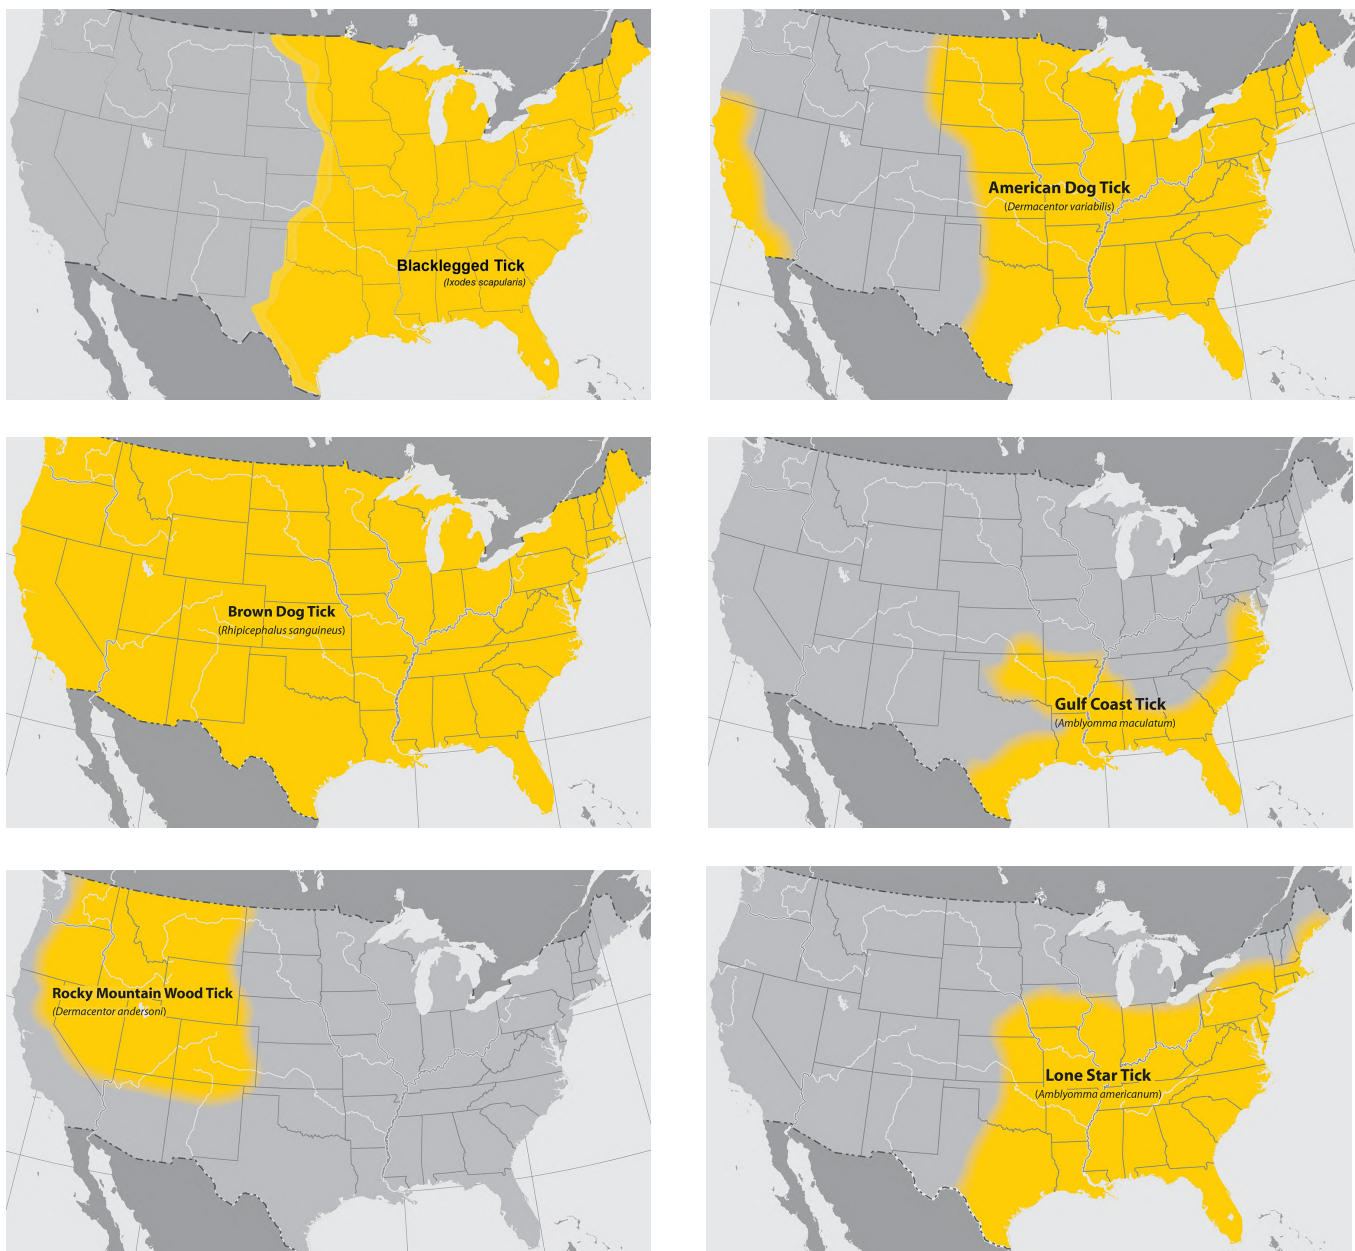 Blacklegged Tick
(Ixodes scapularis)
American Dog Tick
(Dermacentor variabilis)
Brown Dog Tick
(Rhipicephalus sanguineus)
Gulf Coast Tick
(Amblyomma maculatum)
Rocky Mountain Wood Tick
(Dermacentor andersoni)
Lone Star Tick
(Amblyomma americanum)